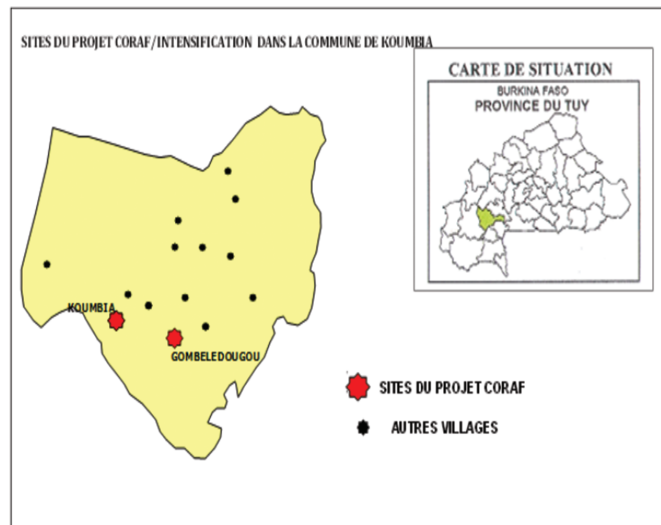 SITES DU PROJET CORAF/INTENSIFICATION DANS LA COMMUNE DE KOUMBIA
CARTE DE SITUATION
BURKINA FASO
PROVINCE DU TUY
KOUMBIA
GOMBELEDOUGOU
SITES DU PROJET CORAF
AUTRES VILLAGES